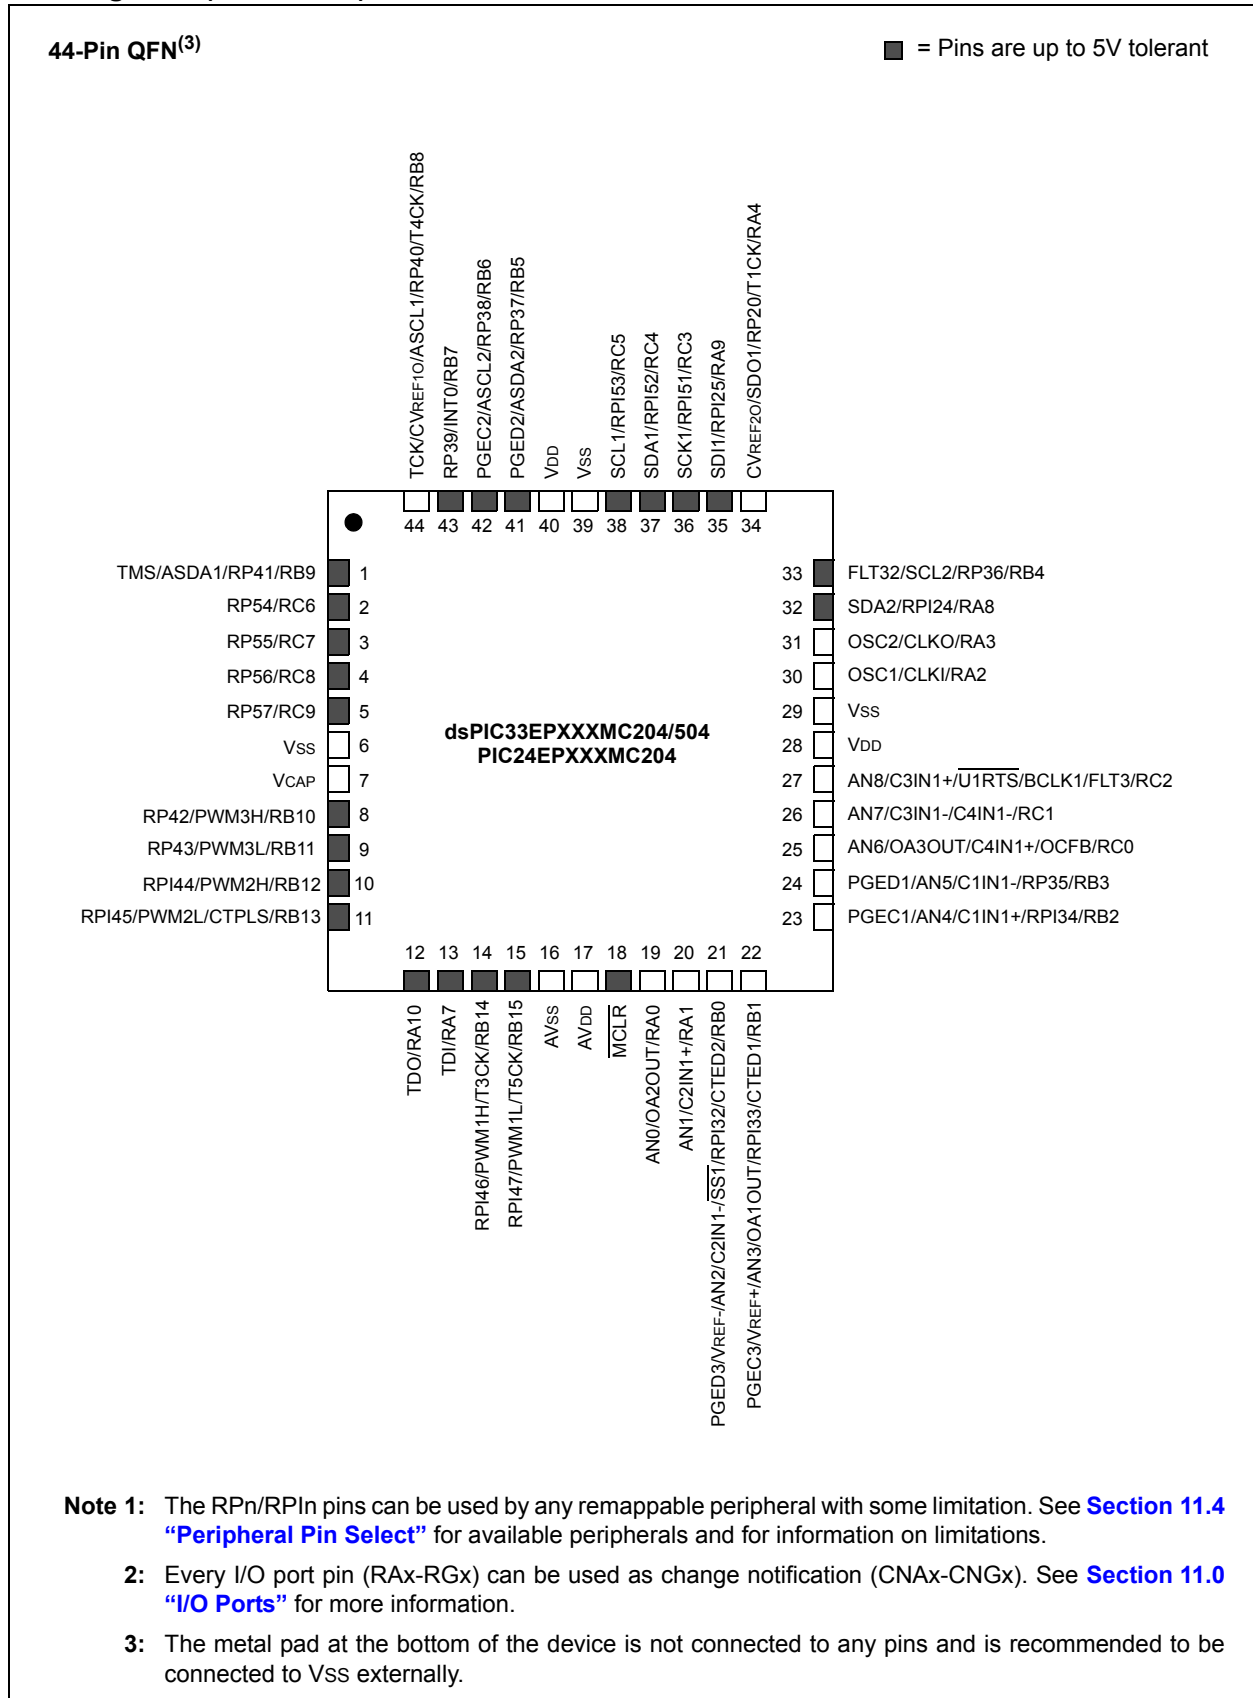 44-Pin QFN(3)
= Pins are up to 5V tolerant
TCK/CVREF1O/ASCL1/RP40/T4CK/RB8
RP39/INT0/RB7
PGEC2/ASCL2/RP38/RB6
PGED2/ASDA2/RP37/RB5
VDD
VSS
SCL1/RPI53/RC5
SDA1/RPI52/RC4
SCK1/RPI51/RC3
SDI1/RPI25/RA9
CVREF2O/SDO1/RP20/T1CK/RA4
44 43 42 41 40 39 38 37 36 35 34
TMS/ASDA1/RP41/RB9 1
RP54/RC6 2
RP55/RC7 3
RP56/RC8 4
RP57/RC9 5
VSS 6
VCAP 7
RP42/PWM3H/RB10 8
RP43/PWM3L/RB11 9
RPI44/PWM2H/RB12 10
RPI45/PWM2L/CTPLS/RB13 11
dsPIC33EPXXXMC204/504
PIC24EPXXXMC204
33 FLT32/SCL2/RP36/RB4
32 SDA2/RPI24/RA8
31 OSC2/CLKO/RA3
30 OSC1/CLKI/RA2
29 VSS
28 VDD
27 AN8/C3IN1+/U1RTS/BCLK1/FLT3/RC2
26 AN7/C3IN1-/C4IN1-/RC1
25 AN6/OA3OUT/C4IN1+/OCFB/RC0
24 PGED1/AN5/C1IN1-/RP35/RB3
23 PGEC1/AN4/C1IN1+/RPI34/RB2
12 13 14 15 16 17 18 19 20 21 22
TDO/RA10
TDI/RA7
RPI46/PWM1H/T3CK/RB14
RPI47/PWM1L/T5CK/RB15
AVSS
AVDD
MCLR
AN0/OA2OUT/RA0
AN1/C2IN1+/RA1
PGED3/VREF-/AN2/C2IN1-/SS1/RPI32/CTED2/RB0
PGEC3/VREF+/AN3/OA1OUT/RPI33/CTED1/RB1
Note 1: The RPn/RPIn pins can be used by any remappable peripheral with some limitation. See Section 11.4
"Peripheral Pin Select" for available peripherals and for information on limitations.
2: Every I/O port pin (RAx-RGx) can be used as change notification (CNAx-CNGx). See Section 11.0
"I/O Ports" for more information.
3: The metal pad at the bottom of the device is not connected to any pins and is recommended to be
connected to VSS externally.